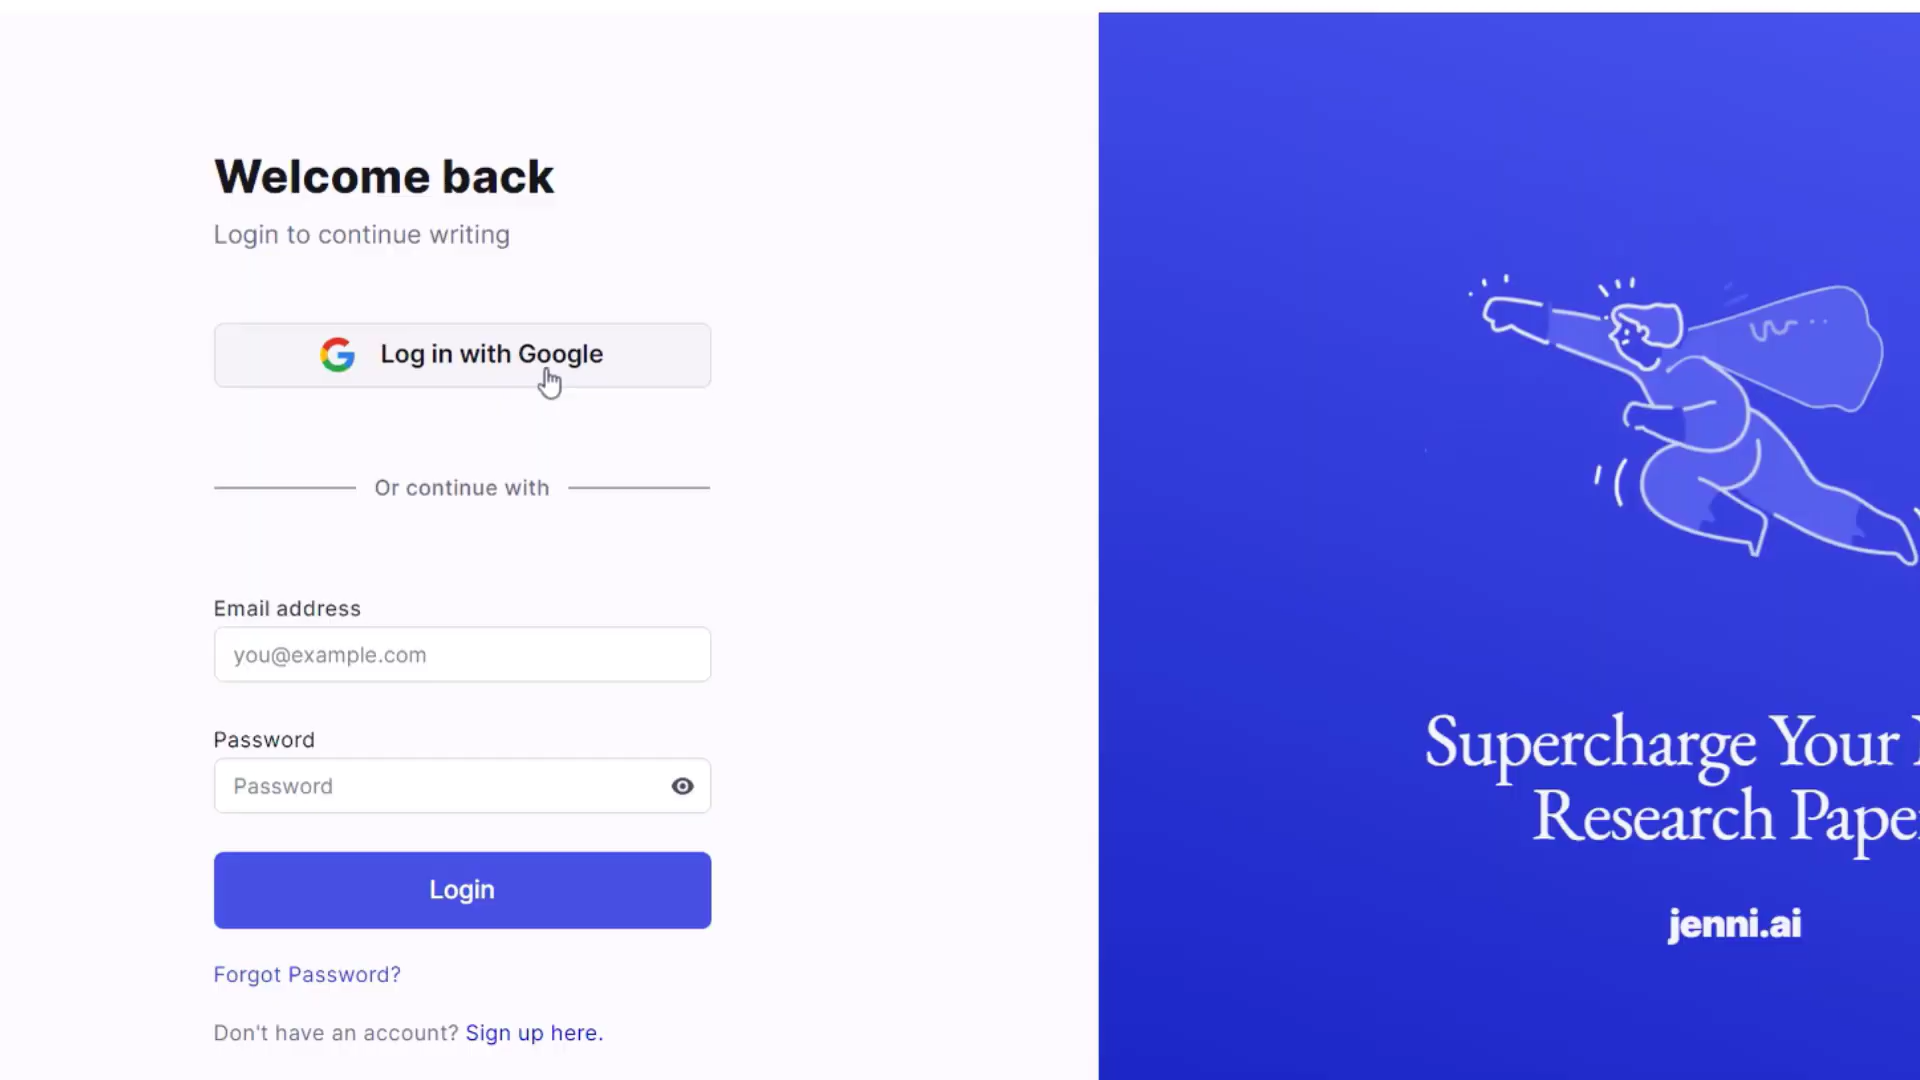 Welcome back
Login to continue writing
Log in with Google
Or continue with
Email address
you@example.com
Password
Password
Login
Forgot Password?
Don't have an account? Sign up here.
Supercharge Your
Research
jenni.ai